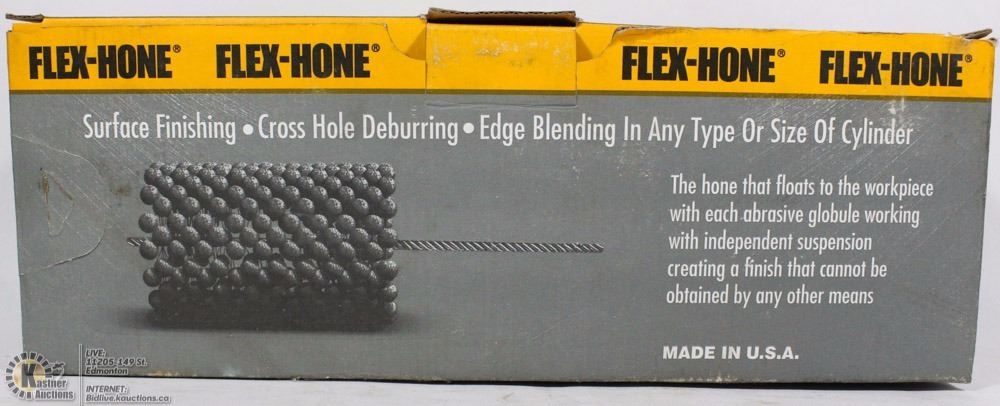 FLEX-HONE® FLEX-HONE® FLEX-HONE® FLEX-HONE®
Surface Finishing • Cross Hole Deburring • Edge Blending In Any Type Or Size Of Cylinder
The hone that floats to the workpiece
with each abrasive globule working
with independent suspension
creating a finish that cannot be
obtained by any other means
MADE IN U.S.A.
Kastner
Auctions
LIVE:
11205-149 St.
Edmonton
INTERNET:
Bidlive.kauctions.ca